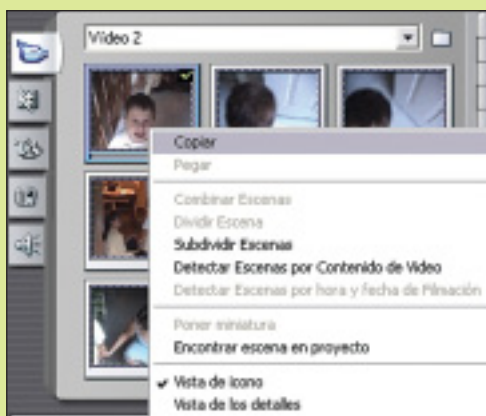 Vídeo 2
Copiar
Pegar
Combinar Escenas
Dividir Escena
Subdividir Escenas
Detectar Escenas por Contenido de Video
Detectar Escenas por hora y fecha de Filmación
Poner miniatura
Encontrar escena en proyecto
Vista de icono
Vista de los detalles